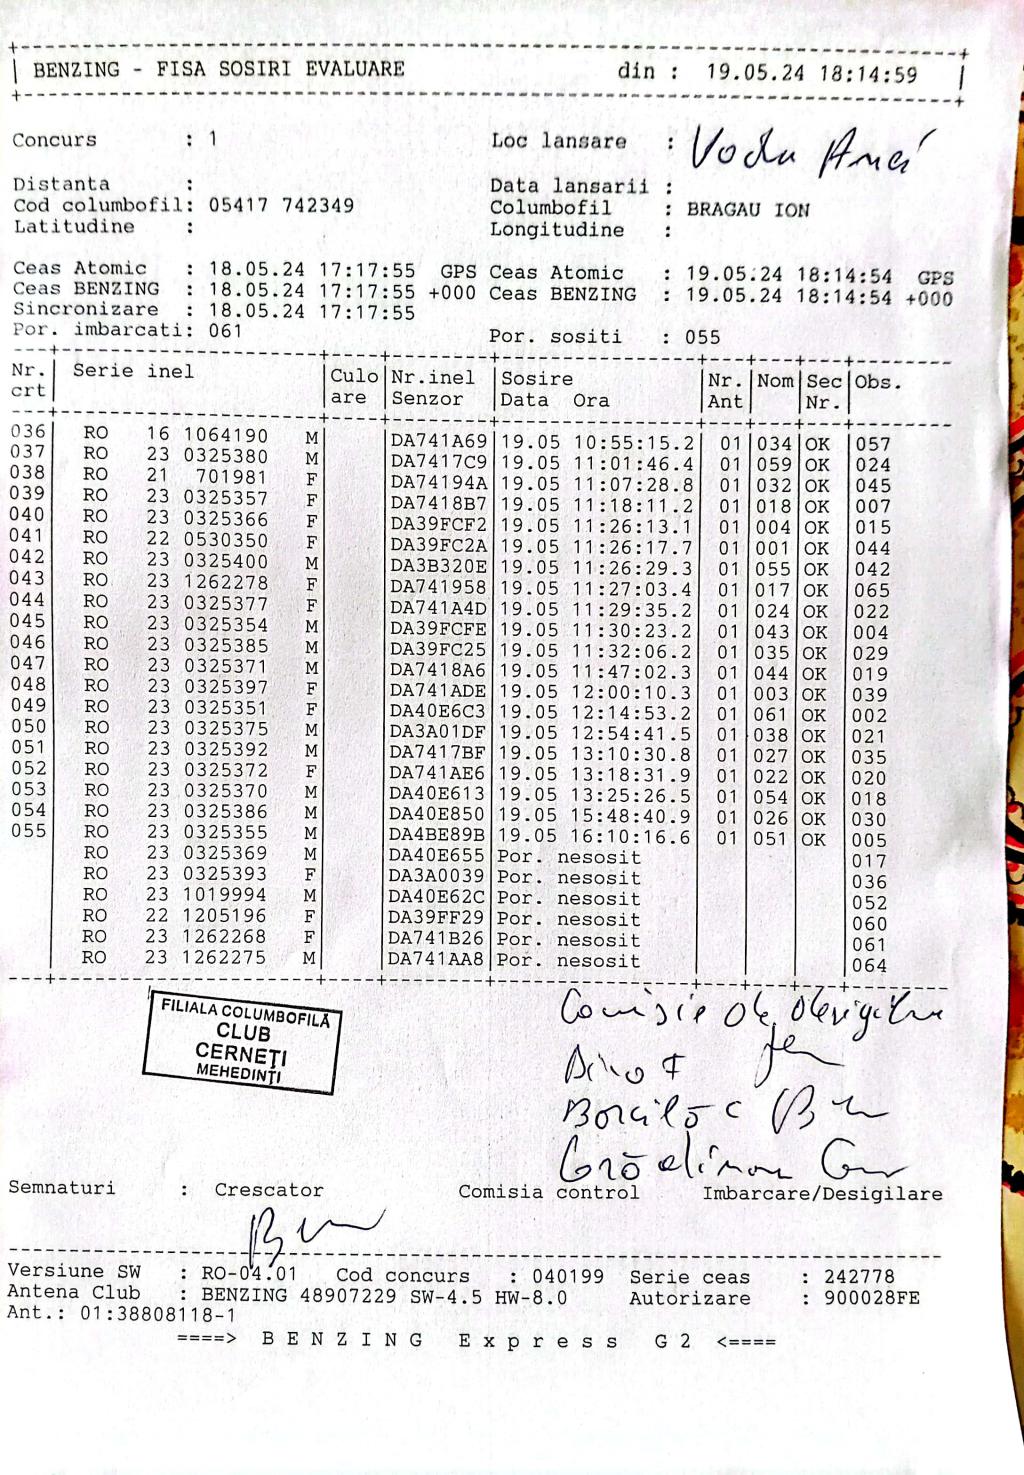 BENZING - FISA SOSIRI EVALUARE din : 19.05.24 18:14:59
Concurs : 1 Loc lansare : Vodu
Distanta : Data lansarii :
Cod columbofil: 05417 742349 Columbofil : BRAGAU ION
Latitudine : Longitudine :
Ceas Atomic : 18.05.24 17:17:55 GPS Ceas Atomic : 19.05.24 18:14:54 GPS
Ceas BENZING : 18.05.24 17:17:55 +000 Ceas BENZING : 19.05.24 18:14:54 +000
Sincronizare : 18.05.24 17:17:55
Por. imbarcati: 061 Por. sositi : 055
Nr. Serie inel Culo Nr.inel Sosire Nr. Nom Sec Obs.
crt are Senzor Data Ora Ant Nr.
036 RO 16 1064190 M DA741A69 19.05 10:55:15.2 01 034 OK 057
037 RO 23 0325380 M DA7417C9 19.05 11:01:46.4 01 059 OK 024
038 RO 21 701981 F DA74194A 19.05 11:07:28.8 01 032 OK 045
039 RO 23 0325357 F DA7418B7 19.05 11:18:11.2 01 018 OK 007
040 RO 23 0325366 F DA39FCF2 19.05 11:26:13.1 01 004 OK 015
041 RO 22 0530350 F DA39FC2A 19.05 11:26:17.7 01 001 OK 044
042 RO 23 0325400 M DA3B320E 19.05 11:26:29.3 01 055 OK 042
043 RO 23 1262278 F DA741958 19.05 11:27:03.4 01 017 OK 065
044 RO 23 0325377 F DA741A4D 19.05 11:29:35.2 01 024 OK 022
045 RO 23 0325354 M DA39FCFE 19.05 11:30:23.2 01 043 OK 004
046 RO 23 0325385 M DA39FC25 19.05 11:32:06.2 01 035 OK 029
047 RO 23 0325371 M DA7418A6 19.05 11:47:02.3 01 044 OK 019
048 RO 23 0325397 F DA741ADE 19.05 12:00:10.3 01 003 OK 039
049 RO 23 0325351 F DA40E6C3 19.05 12:14:53.2 01 061 OK 002
050 RO 23 0325375 M DA3A01DF 19.05 12:54:41.5 01 038 OK 021
051 RO 23 0325392 M DA7417BF 19.05 13:10:30.8 01 027 OK 035
052 RO 23 0325372 F DA741AE6 19.05 13:18:31.9 01 022 OK 020
053 RO 23 0325370 M DA40E613 19.05 13:25:26.5 01 054 OK 018
054 RO 23 0325386 M DA40E850 19.05 15:48:40.9 01 026 OK 030
055 RO 23 0325355 M DA4BE89B 19.05 16:10:16.6 01 051 OK 005
RO 23 0325369 M DA40E655 Por. nesosit 017
RO 23 0325393 F DA3A0039 Por. nesosit 036
RO 23 1019994 M DA40E62C Por. nesosit 052
RO 22 1205196 F DA39FF29 Por. nesosit 060
RO 23 1262268 F DA741B26 Por. nesosit 061
RO 23 1262275 M DA741AA8 Por. nesosit 064
FILIALA COLUMBOFILĂ
CLUB
CERNEȚI
MEHEDINȚI
Comisie de
Semnaturi : Crescator Comisia control Imbarcare/Desigilare
Versiune SW : RO-04.01 Cod concurs : 040199 Serie ceas : 242778
Antena Club : BENZING 48907229 SW-4.5 HW-8.0 Autorizare : 900028FE
Ant.: 01:38808118-1
====> B E N Z I N G E x p r e s s G 2 <====